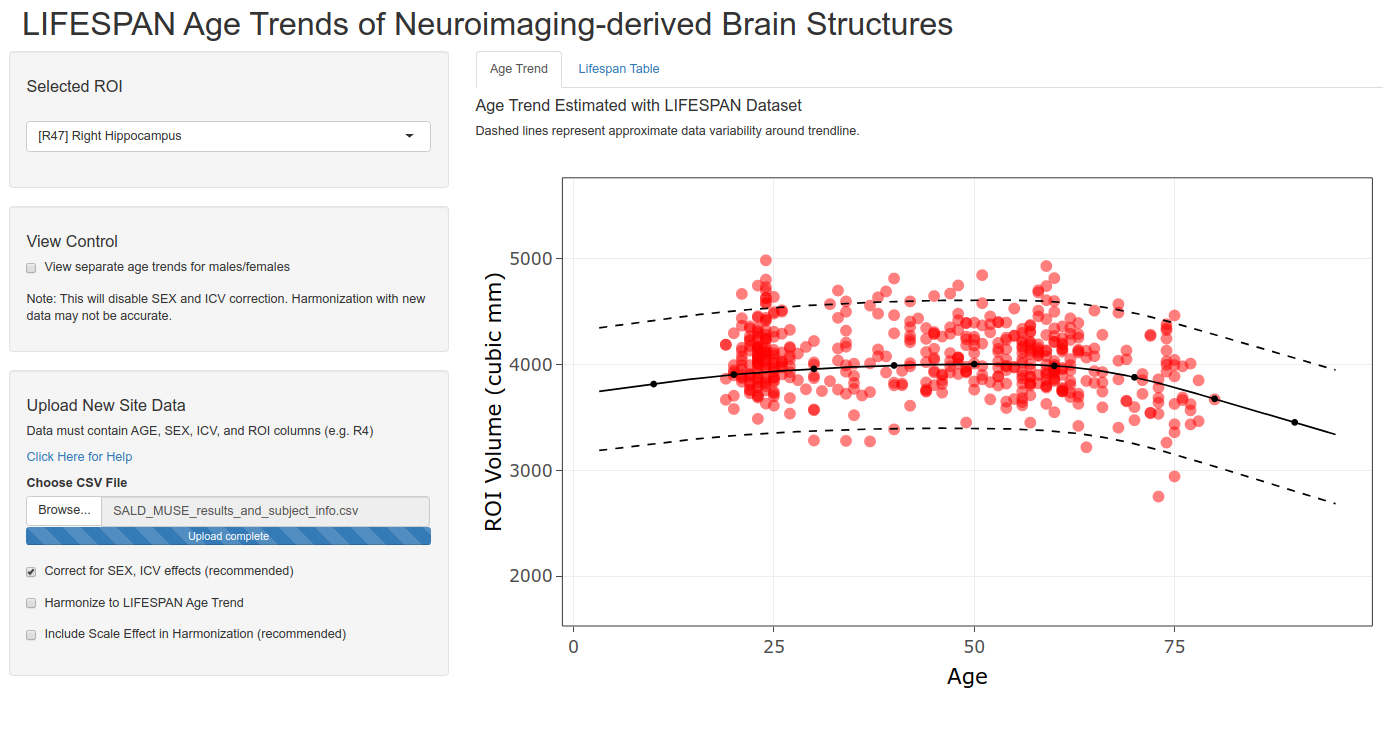 LIFESPAN Age Trends of Neuroimaging-derived Brain Structures
Selected ROI
[R47] Right Hippocampus
View Control
View separate age trends for males/females
Note: This will disable SEX and ICV correction. Harmonization with new
data may not be accurate.
Upload New Site Data
Data must contain AGE, SEX, ICV, and ROI columns (e.g. R4)
Click Here for Help
Choose CSV File
Browse... SALD_MUSE_results_and_subject_info.csv
Upload complete
Correct for SEX, ICV effects (recommended)
Harmonize to LIFESPAN Age Trend
Include Scale Effect in Harmonization (recommended)
Age Trend Lifespan Table
Age Trend Estimated with LIFESPAN Dataset
Dashed lines represent approximate data variability around trendline.
ROI Volume (cubic mm)
5000
4000
3000
2000
0 25 50 75
Age